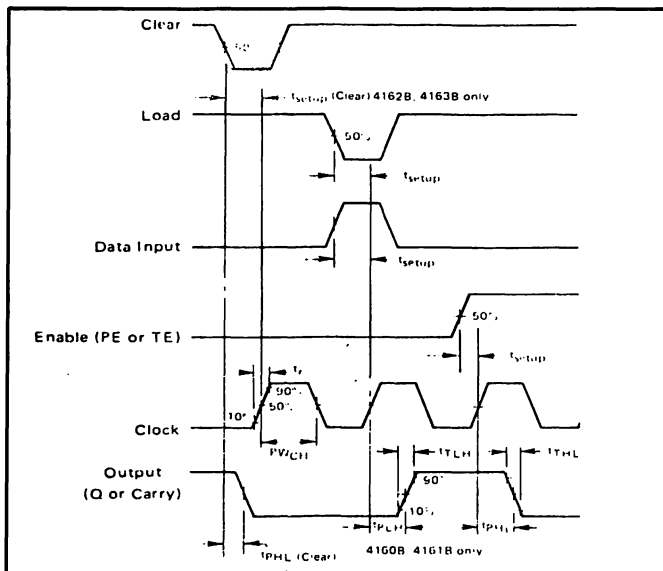 Clear
50
tsetup (Clear) 4162B, 4163B only
Load
50%
tsetup
Data Input
tsetup
Enable (PE or TE)
50%
tsetup
tr
90%
50%
10%
Clock
PWCH
tTLH
tTHL
Output
(Q or Carry)
90
10%
tPLH
tPHL
tPHL (Clear) 4160B, 4161B only